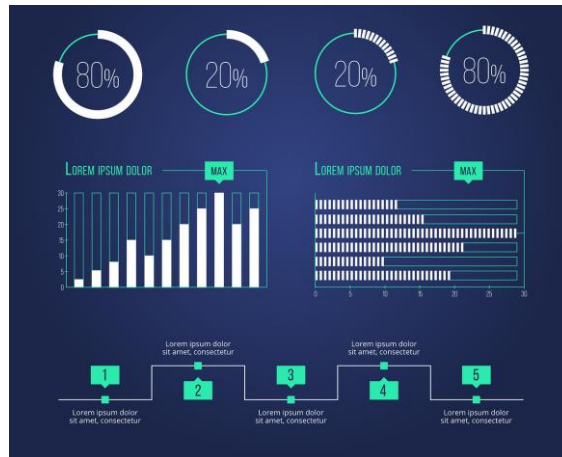 80%
20%
20%
80%
LOREM IPSUM DOLOR
MAX
30
25
20
15
10
5
0
LOREM IPSUM DOLOR
MAX
0 5 10 15 20 25 30
Lorem ipsum dolor
sit amet, consectetur
Lorem ipsum dolor
sit amet, consectetur
1
2
3
4
5
Lorem ipsum dolor
sit amet, consectetur
Lorem ipsum dolor
sit amet, consectetur
Lorem ipsum dolor
sit amet, consectetur